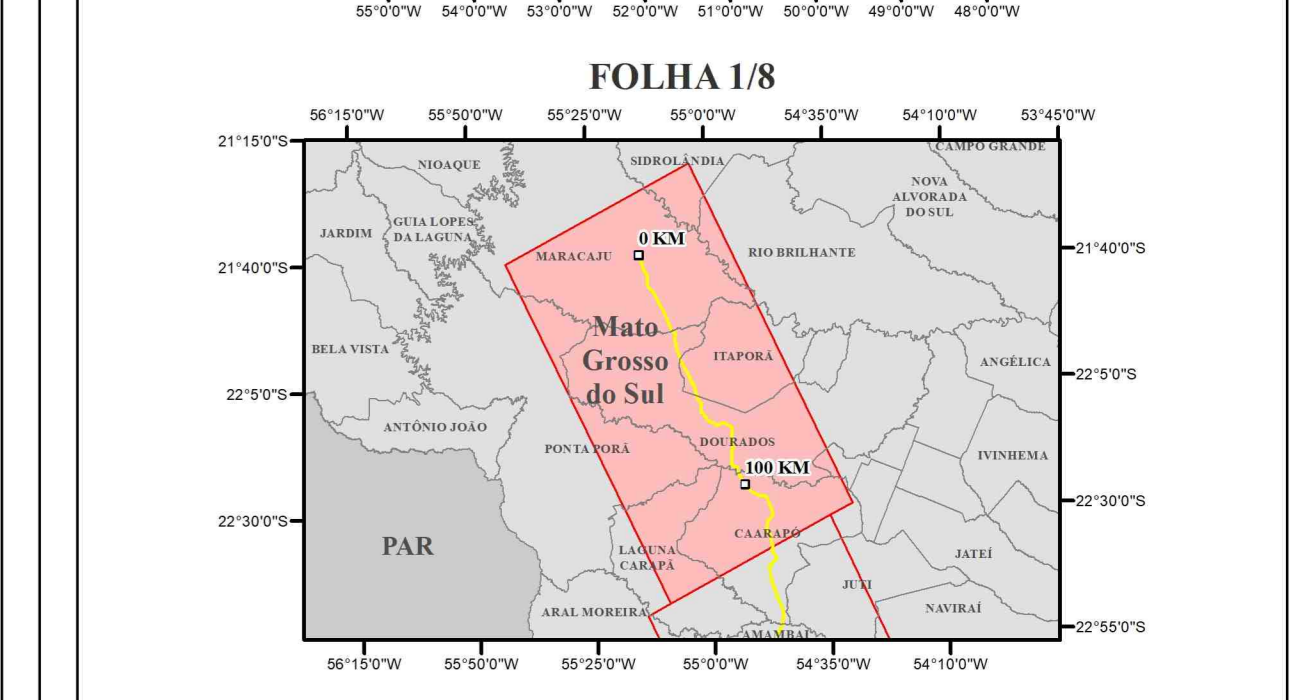 55°0'0"W 54°0'0"W 53°0'0"W 52°0'0"W 51°0'0"W 50°0'0"W 49°0'0"W 48°0'0"W
FOLHA 1/8
56°15'0"W 55°50'0"W 55°25'0"W 55°0'0"W 54°35'0"W 54°10'0"W 53°45'0"W
21°15'0"S
CAMPO GRANDE
NIOAQUE
SIDROLÂNDIA
NOVA
ALVORADA
DO SUL
JARDIM
GUIA LOPES
DA LAGUNA
0 KM
MARACAJU
RIO BRILHANTE
21°40'0"S
21°40'0"S
Mato
Grosso
do Sul
BELA VISTA
ITAPORÃ
ANGÉLICA
22°5'0"S
22°5'0"S
ANTÔNIO JOÃO
PONTA PORÃ
DOURADOS
IVINHEMA
100 KM
22°30'0"S
22°30'0"S
PAR
CAARAPÓ
LAGUNA
CARAPÃ
JATEÍ
JUTI
ARAL MOREIRA
NAVIRAÍ
AMAMBAI
22°55'0"S
56°15'0"W 55°50'0"W 55°25'0"W 55°0'0"W 54°35'0"W 54°10'0"W